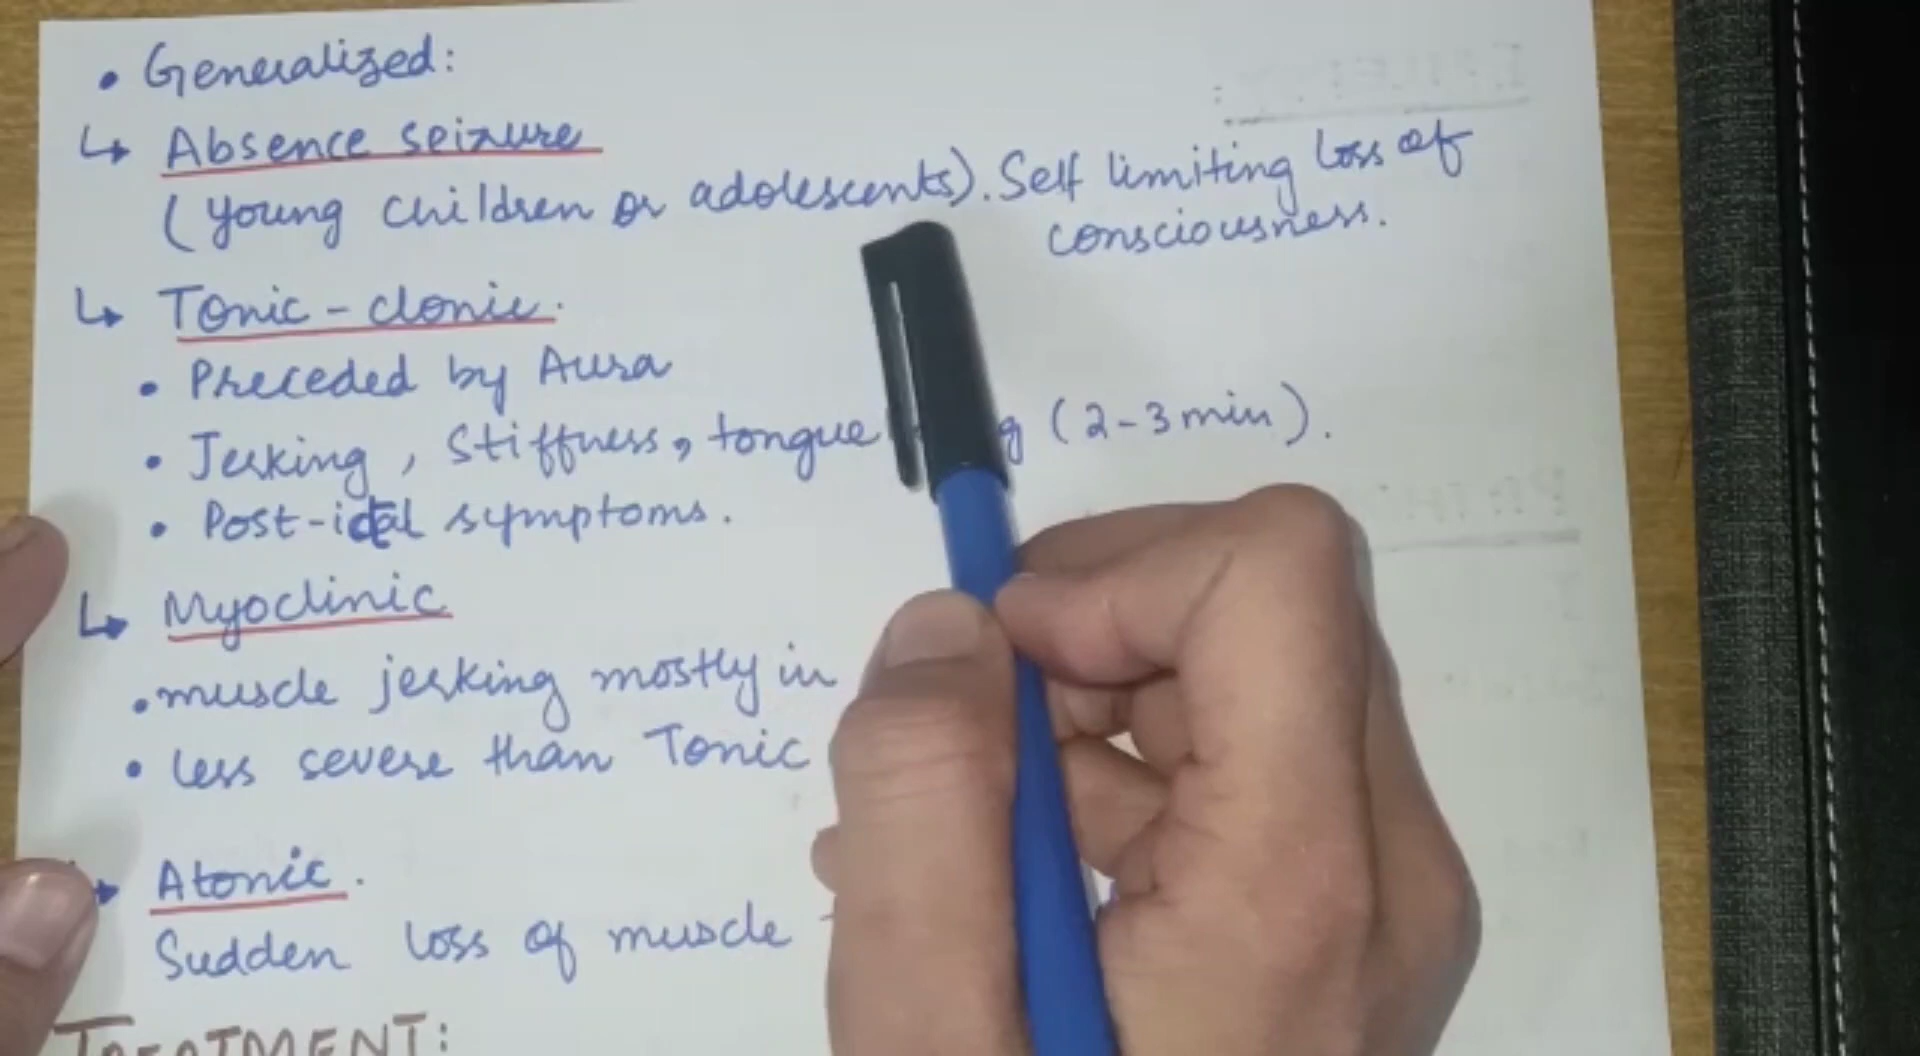 • Generalized:
↳ Absence seizure
(young children or adolescents). Self limiting loss of
consciousness.
↳ Tonic - clonic.
• Preceded by Aura
• Jerking, stiffness, tongue (2-3 min).
• Post-ictal symptoms.
↳ Myoclinic
• muscle jerking mostly in
• less severe than Tonic
Atonic.
Sudden loss of muscle
TREATMENT: